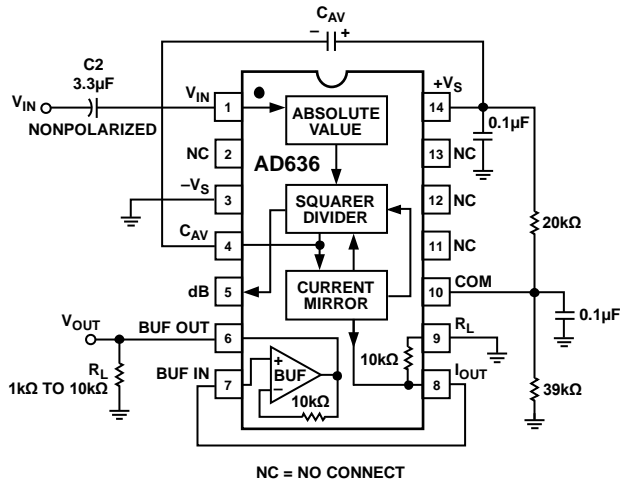 CAV
– +
C2
3.3µF
VIN
NONPOLARIZED
VIN
1
NC
2
–VS
3
CAV
4
dB
5
BUF OUT
6
BUF IN
7
VOUT
RL
1kΩ TO 10kΩ
AD636
ABSOLUTE
VALUE
SQUARER
DIVIDER
CURRENT
MIRROR
+
BUF
–
10kΩ
10kΩ
+VS
14
13
NC
12
NC
11
NC
10
COM
9
RL
8
IOUT
0.1µF
20kΩ
0.1µF
39kΩ
NC = NO CONNECT